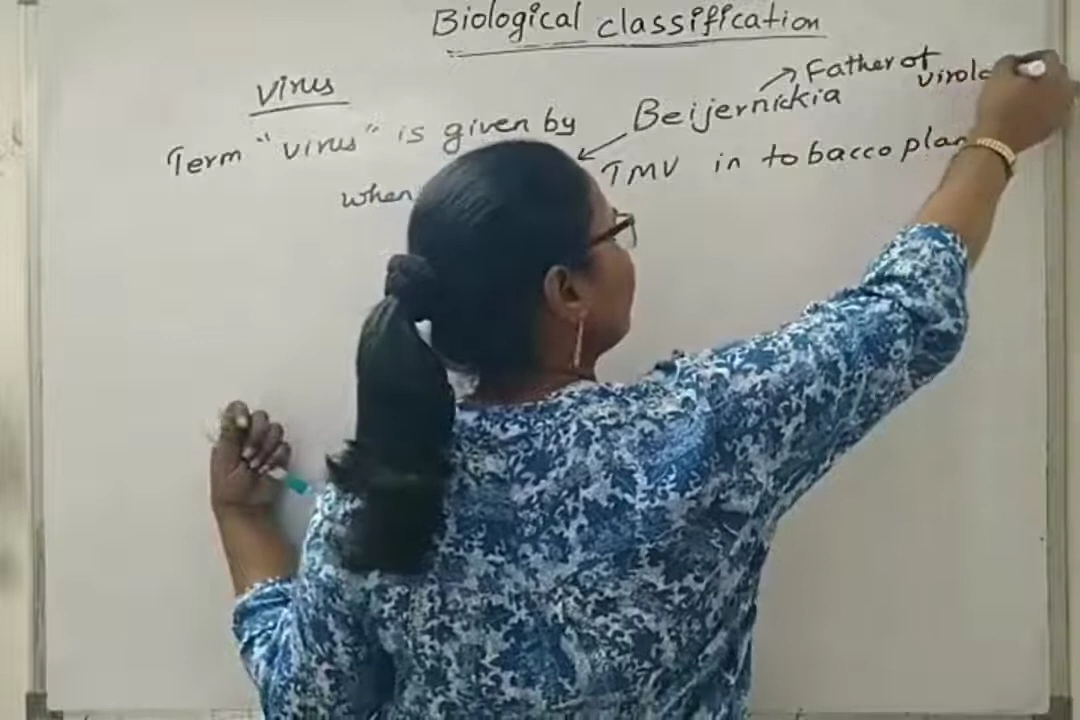 Biological classification
Virus
Father of
virolo
Term "virus" is given by Beijernickia
when TMV in tobacco plan